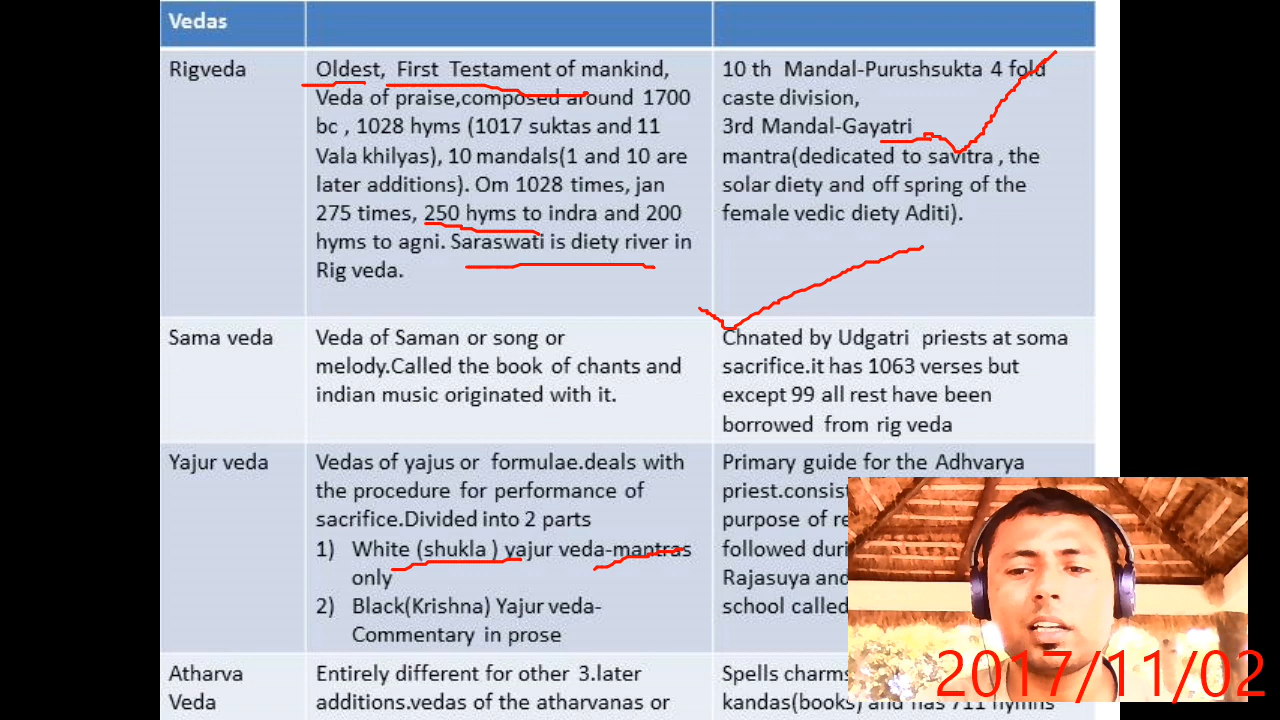 Vedas
Rigveda
Oldest, First Testament of mankind,
Veda of praise,composed around 1700
bc , 1028 hyms (1017 suktas and 11
Vala khilyas), 10 mandals(1 and 10 are
later additions). Om 1028 times, jan
275 times, 250 hyms to indra and 200
hyms to agni. Saraswati is diety river in
Rig veda.
10 th Mandal-Purushsukta 4 fold
caste division,
3rd Mandal-Gayatri
mantra(dedicated to savitra , the
solar diety and off spring of the
female vedic diety Aditi).
Sama veda
Veda of Saman or song or
melody.Called the book of chants and
indian music originated with it.
Chnated by Udgatri priests at soma
sacrifice.it has 1063 verses but
except 99 all rest have been
borrowed from rig veda
Yajur veda
Vedas of yajus or formulae.deals with
the procedure for performance of
sacrifice.Divided into 2 parts
1) White (shukla ) yajur veda-mantras
only
2) Black(Krishna) Yajur veda-
Commentary in prose
Primary guide for the Adhvarya
priest.consist
purpose of re
followed duri
Rajasuya and
school called
Atharva
Veda
Entirely different for other 3.later
additions.vedas of the atharvanas or
Spells charms
kandas(books) and has 711 hymns
2017/11/02